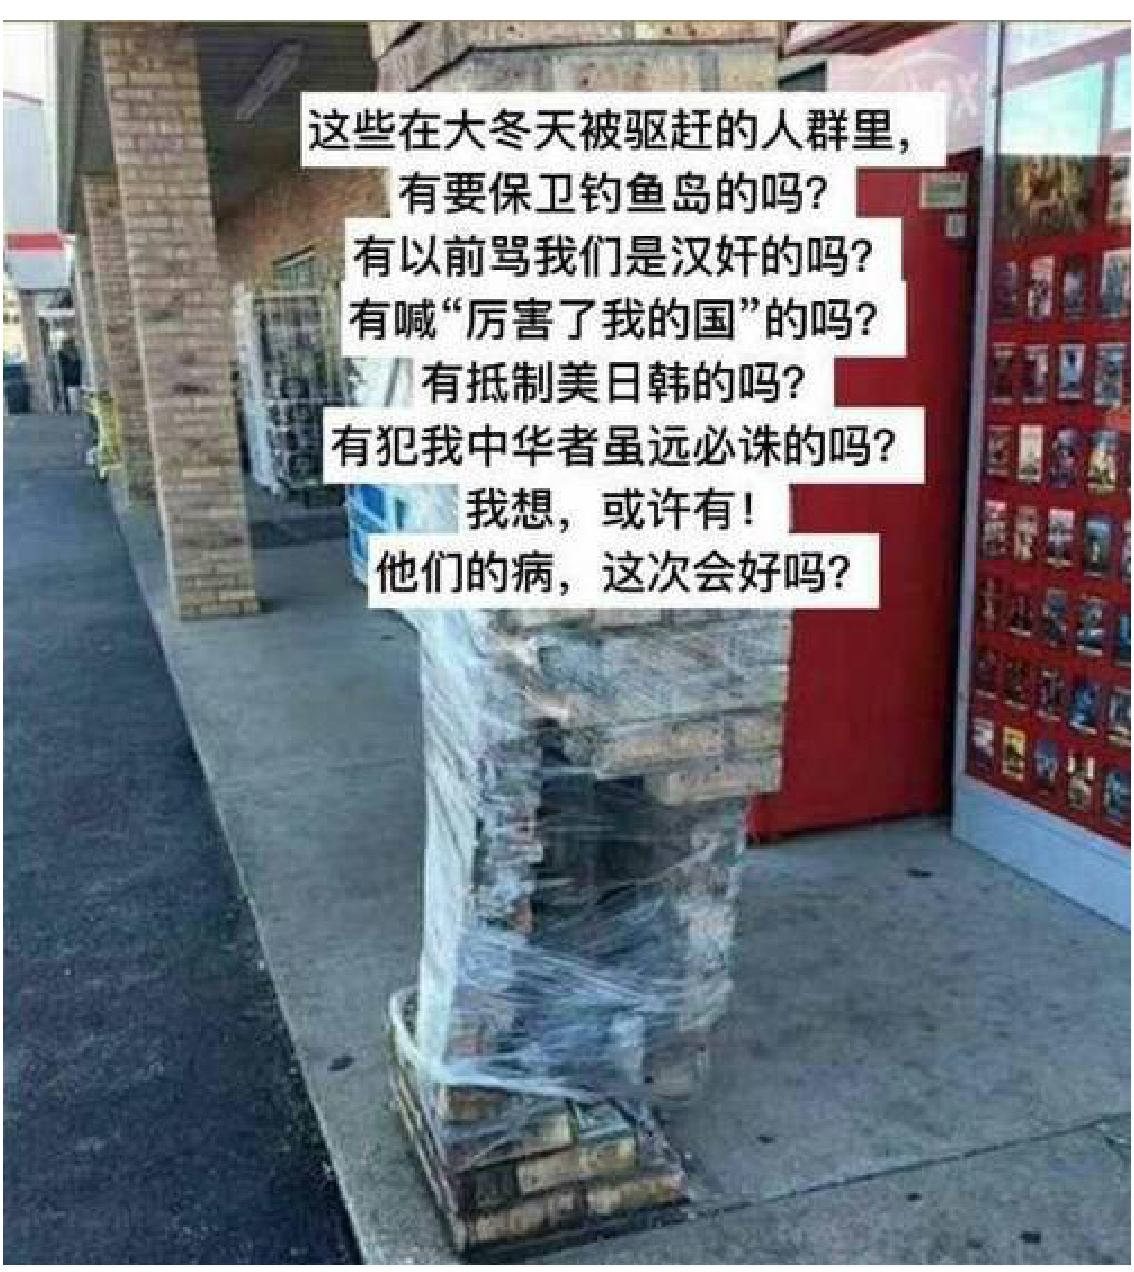 这些在大冬天被驱赶的人群里，
有要保卫钓鱼岛的吗？
有以前骂我们是汉奸的吗？
有喊“厉害了我的国”的吗？
有抵制美日韩的吗？
有犯我中华者虽远必诛的吗？
我想，或许有！
他们的病，这次会好吗？